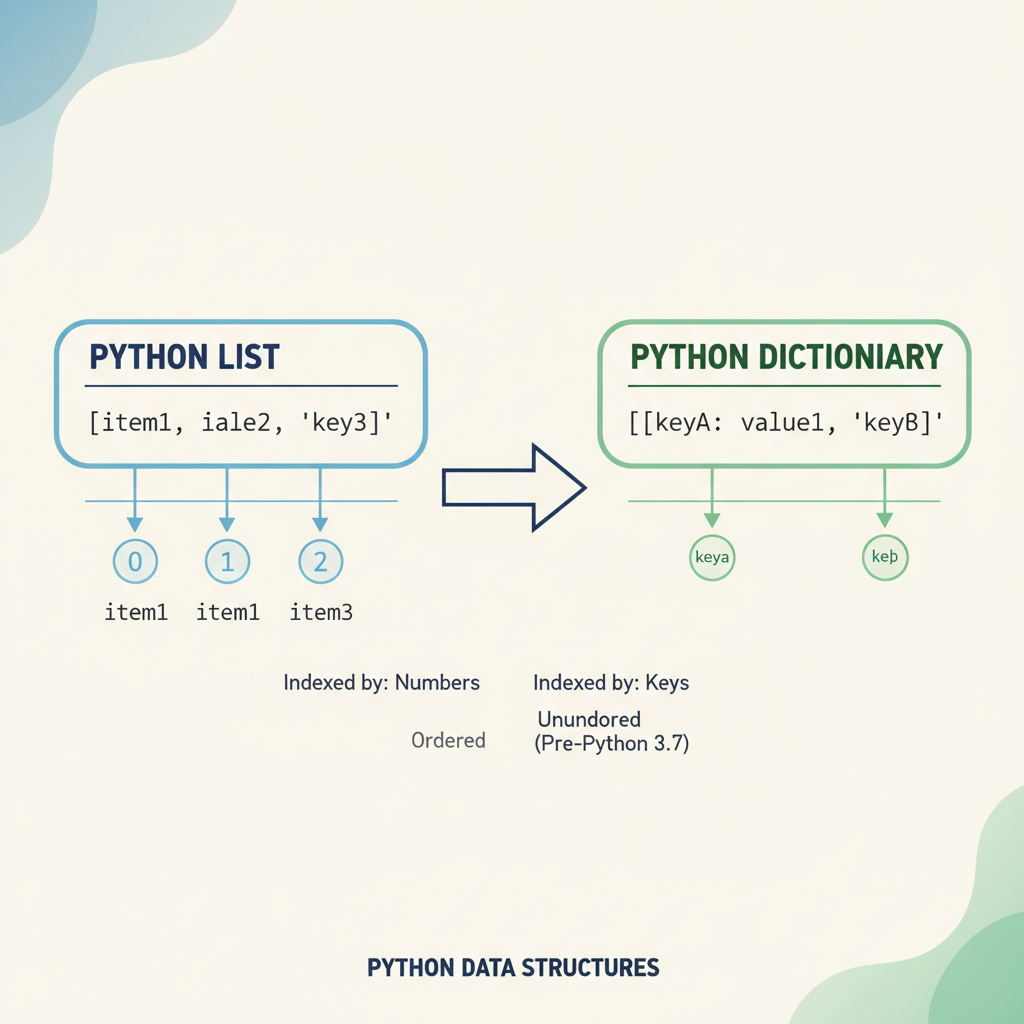 PYTHON LIST
[item1, iale2, 'key3]'
0 1 2
item1 item1 item3
PYTHON DICTIONIARY
[[keyA: value1, 'keyB]'
keya keþ
Indexed by: Numbers
Ordered
Indexed by: Keys
Unundored
(Pre-Python 3.7)
PYTHON DATA STRUCTURES